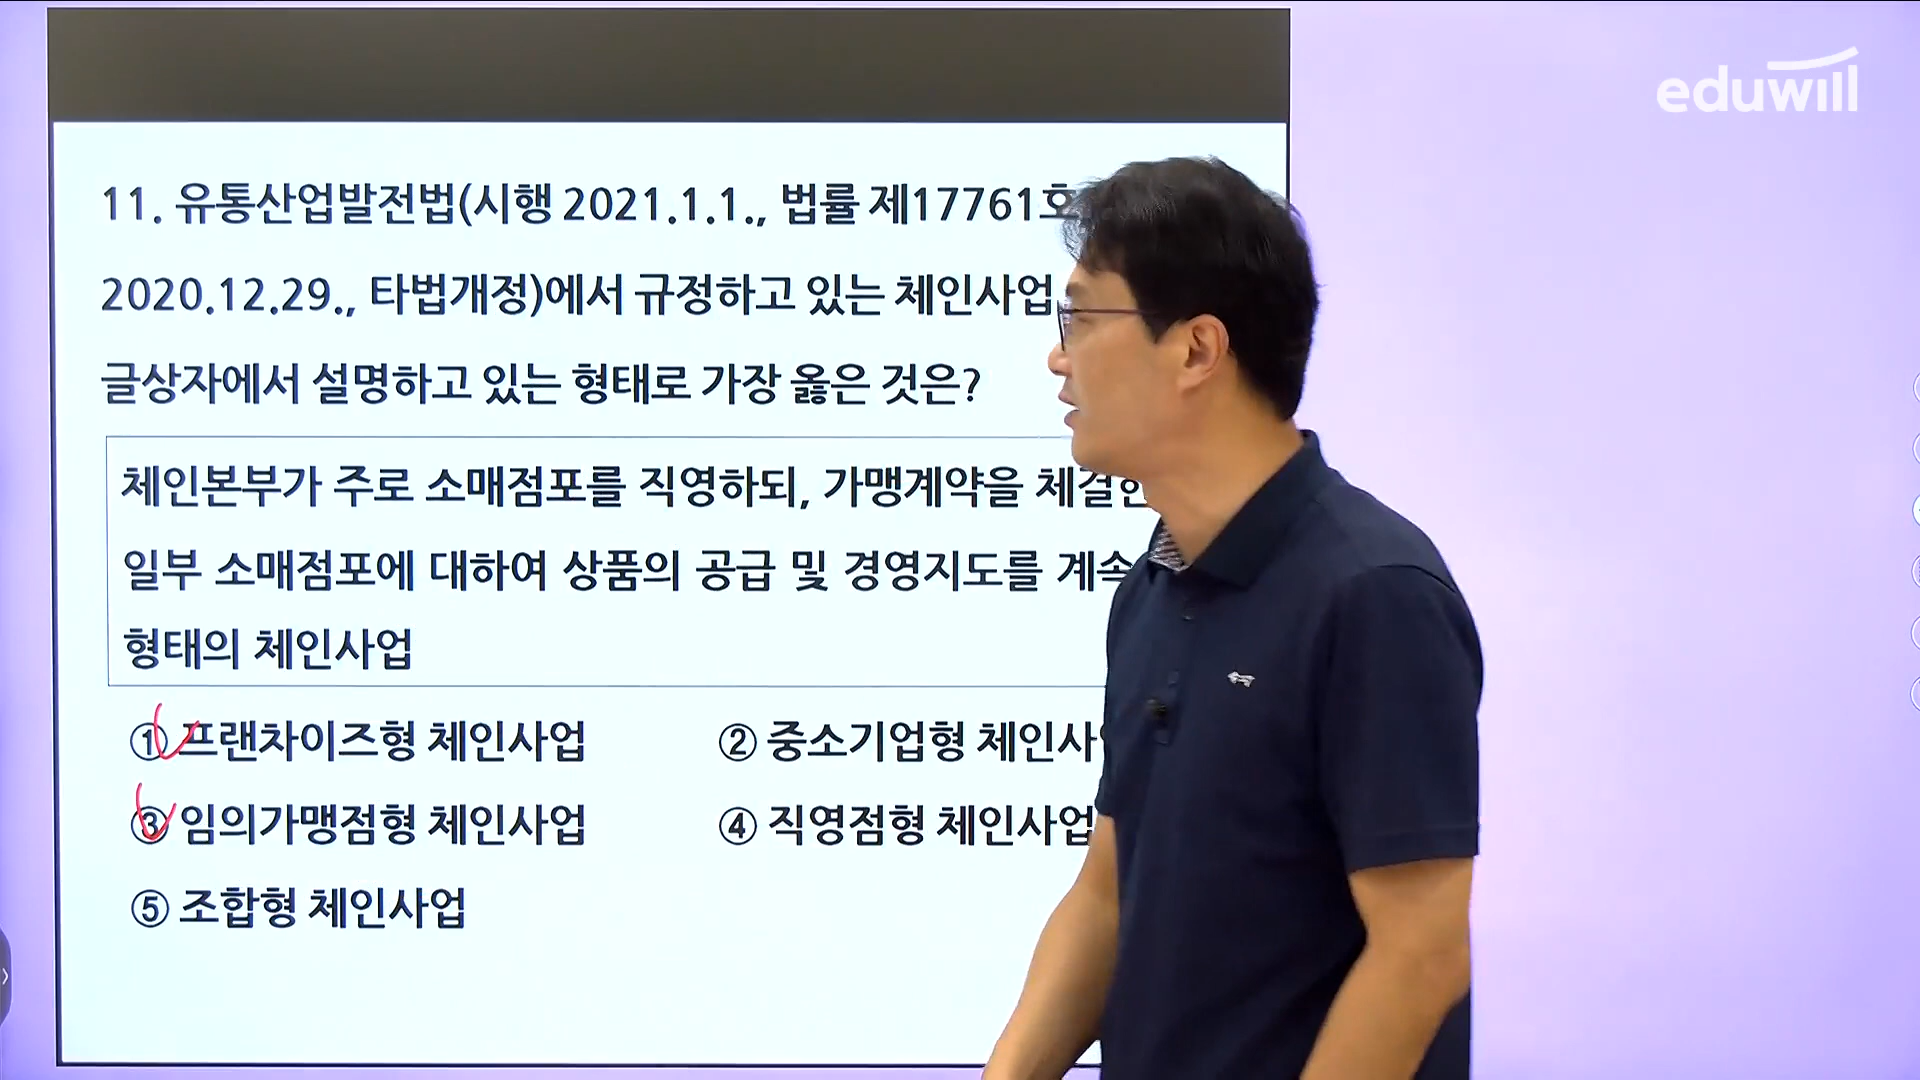 eduwill
11. 유통산업발전법(시행 2021.1.1., 법률 제17761호
2020.12.29., 타법개정)에서 규정하고 있는 체인사업
글상자에서 설명하고 있는 형태로 가장 옳은 것은?
체인본부가 주로 소매점포를 직영하되, 가맹계약을 체결한
일부 소매점포에 대하여 상품의 공급 및 경영지도를 계속
형태의 체인사업
① 프랜차이즈형 체인사업 ② 중소기업형 체인사
③ 임의가맹점형 체인사업 ④ 직영점형 체인사업
⑤ 조합형 체인사업